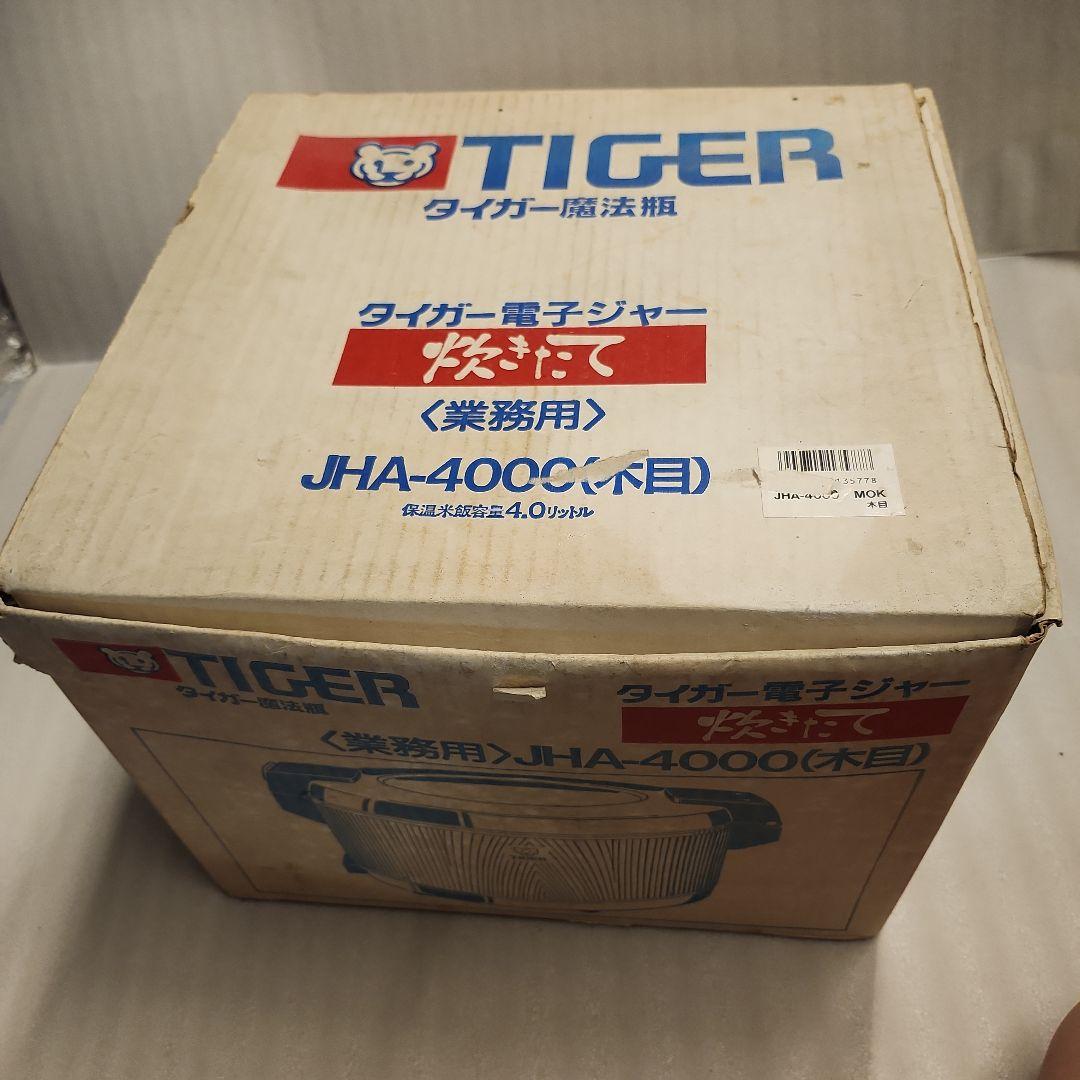 TIGER
タイガー魔法瓶
タイガー電子ジャー
炊きたて
〈業務用〉
JHA-4000(木目)
保温米飯容量4.0リットル
135778
JHA-4000 MOK
木目
TIGER
タイガー魔法瓶
タイガー電子ジャー
炊きたて
〈業務用〉JHA-4000(木目)
TIGER